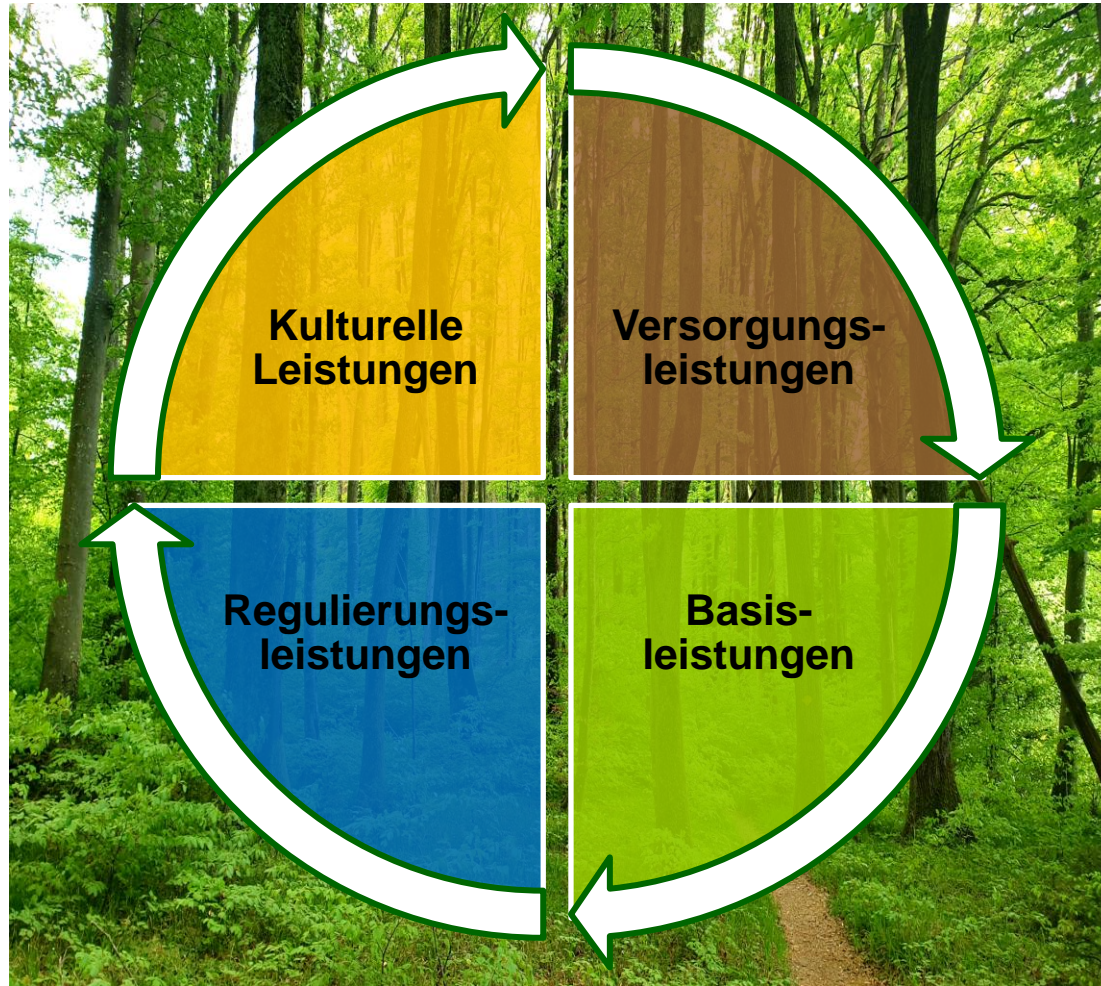 Kulturelle
Leistungen
Versorgungs-
leistungen
Regulierungs-
leistungen
Basis-
leistungen